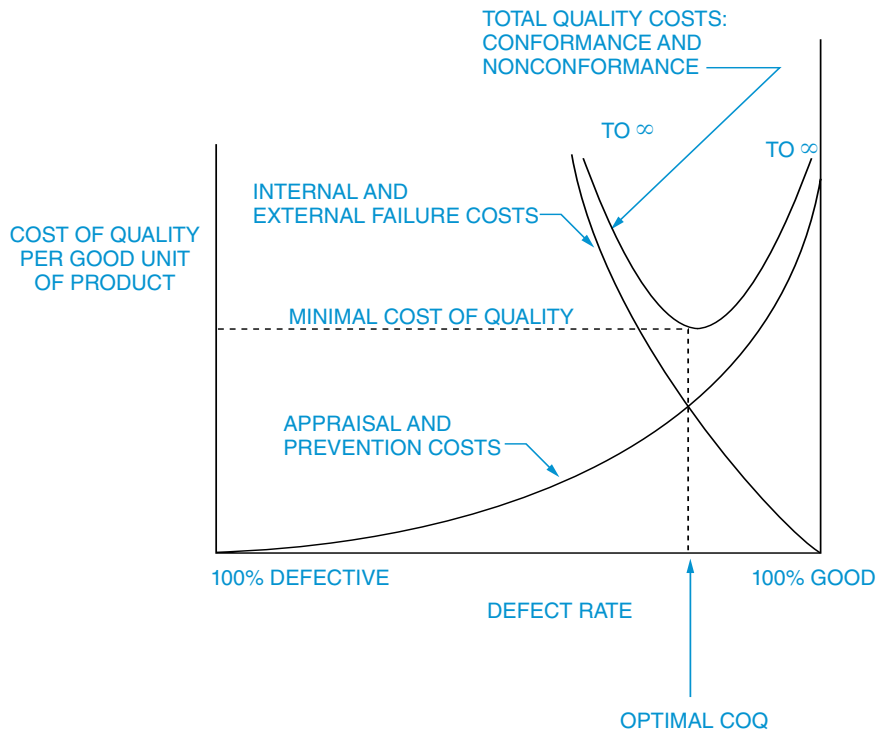 TOTAL QUALITY COSTS:
CONFORMANCE AND
NONCONFORMANCE
TO ∞
TO ∞
INTERNAL AND
EXTERNAL FAILURE COSTS
COST OF QUALITY
PER GOOD UNIT
OF PRODUCT
MINIMAL COST OF QUALITY
APPRAISAL AND
PREVENTION COSTS
100% DEFECTIVE
100% GOOD
DEFECT RATE
OPTIMAL COQ